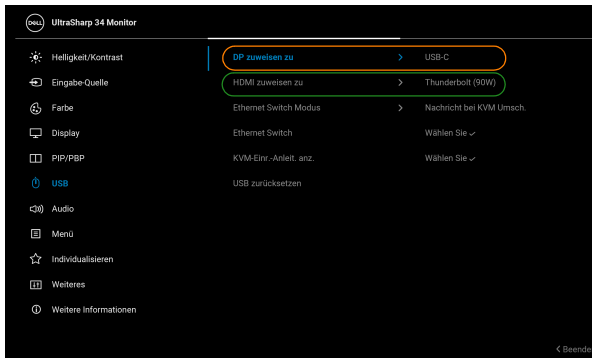 DELL UltraSharp 34 Monitor
Helligkeit/Kontrast
DP zuweisen zu > USB-C
Eingabe-Quelle
HDMI zuweisen zu > Thunderbolt (90W)
Farbe
Ethernet Switch Modus > Nachricht bei KVM Umsch.
Display
Ethernet Switch Wählen Sie ✓
PIP/PBP
KVM-Einr.-Anleit. anz. Wählen Sie ✓
USB
USB zurücksetzen
Audio
Menü
Individualisieren
Weiteres
Weitere Informationen
< Beende